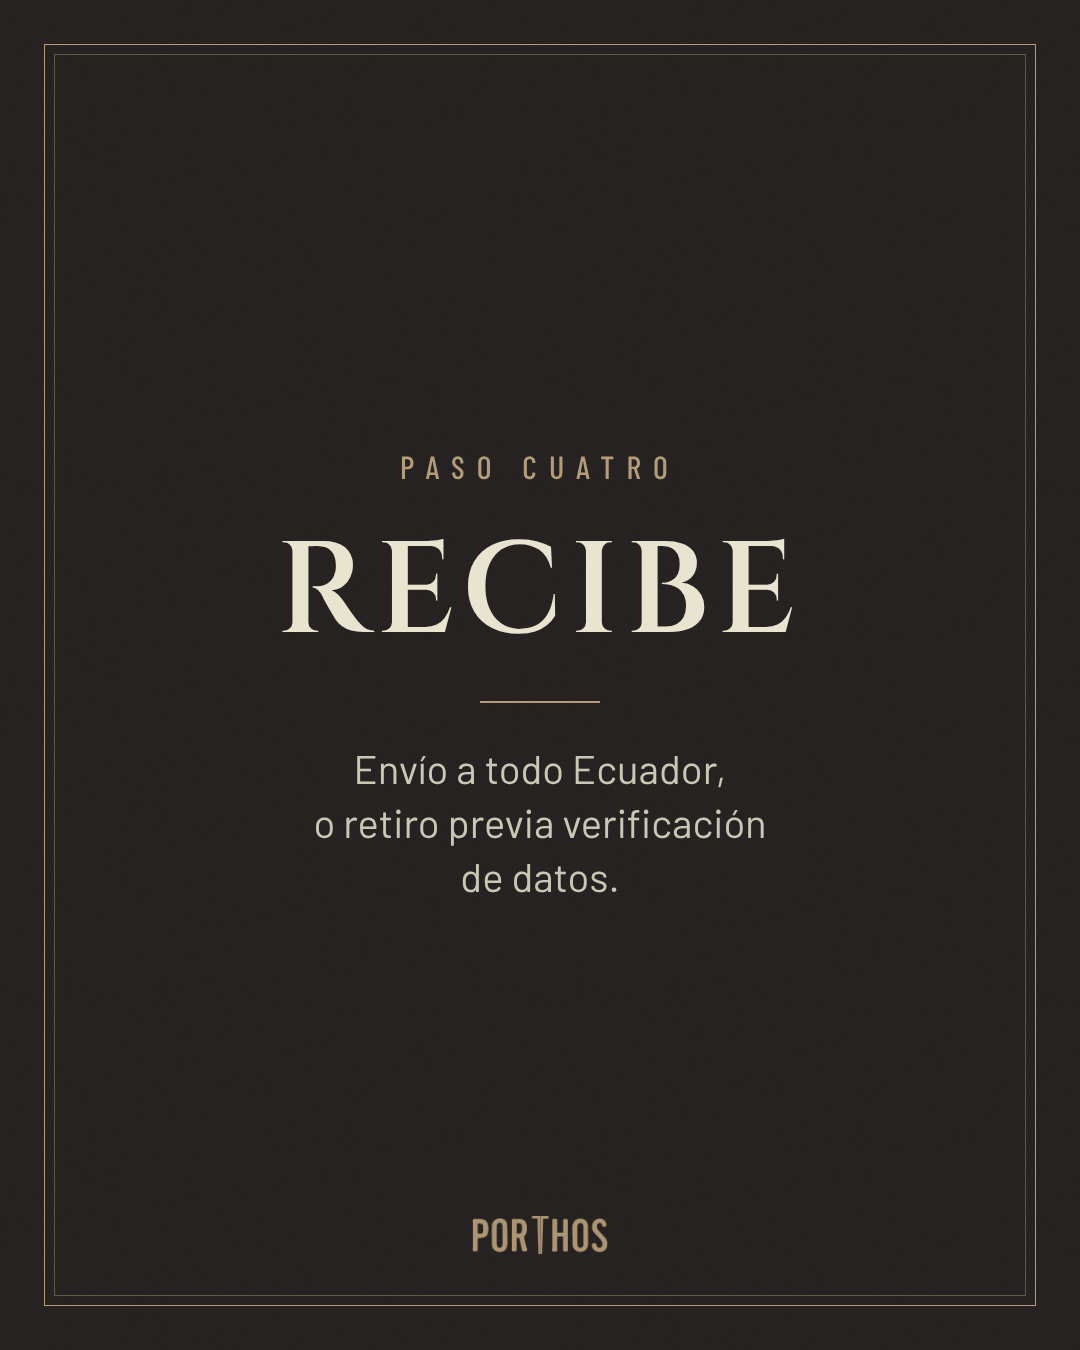 PASO CUATRO
RECIBE
Envío a todo Ecuador,
o retiro previa verificación
de datos.
PORTHOS